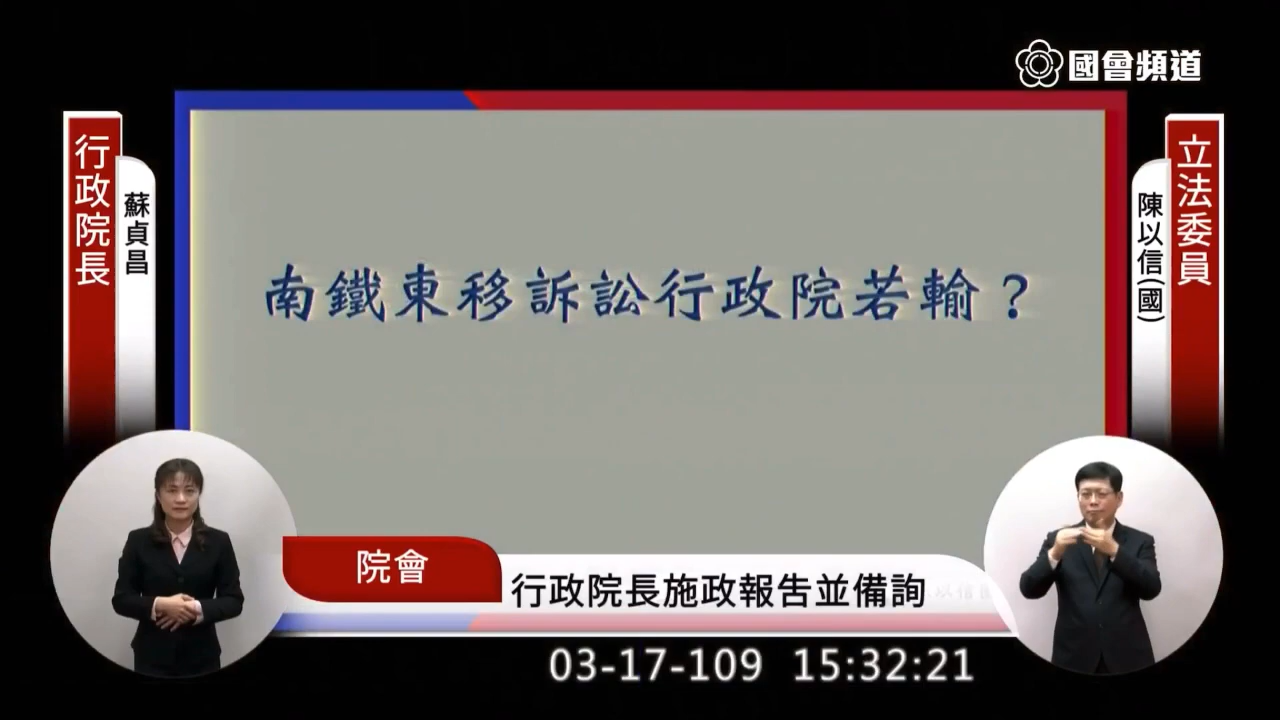 國會頻道
行政院長
蘇貞昌
立法委員
陳以信(國)
南鐵東移訴訟行政院若輸？
院會
行政院長施政報告並備詢
03-17-109 15:32:21